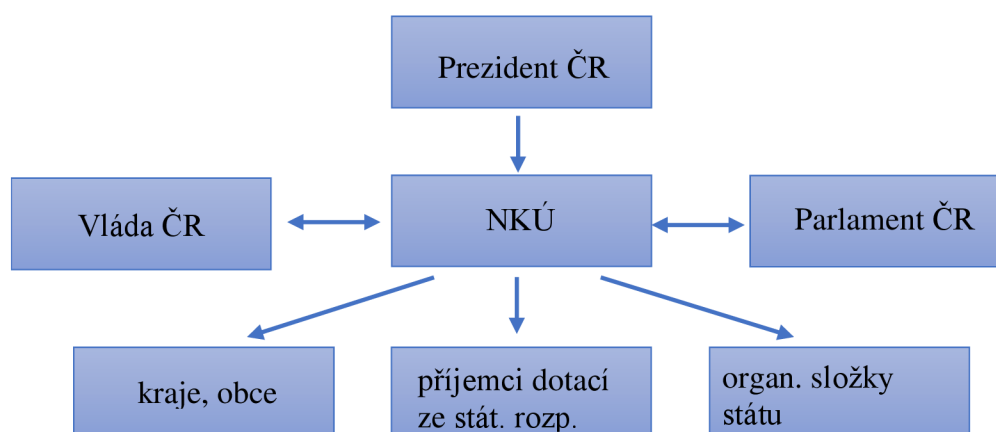 Prezident ČR
Vláda ČR
NKÚ
Parlament ČR
kraje, obce
příjemci dotací
ze stát. rozp.
organ. složky
státu